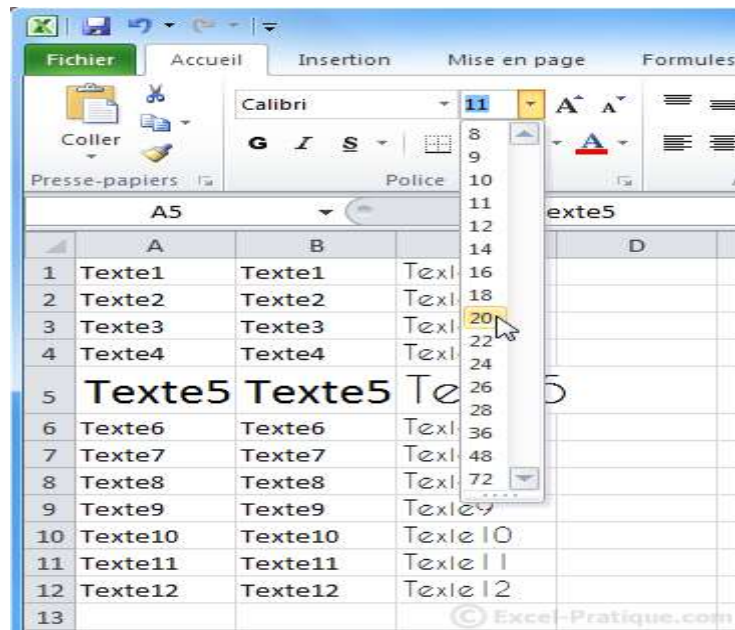 Fichier Accueil Insertion Mise en page Formules
Calibri 11 A A
Coller G I S A
Presse-papiers Police
A5 exte5
A B D
1 Texte1 Texte1
2 Texte2 Texte2
3 Texte3 Texte3
4 Texte4 Texte4
5 Texte5 Texte5
6 Texte6 Texte6
7 Texte7 Texte7
8 Texte8 Texte8
9 Texte9 Texte9 Texte9
10 Texte10 Texte10 Texte10
11 Texte11 Texte11 Texte11
12 Texte12 Texte12 Texte12
13
8
9
10
11
12
14
16
18
20
22
24
26
28
36
48
72
© Excel-Pratique.com